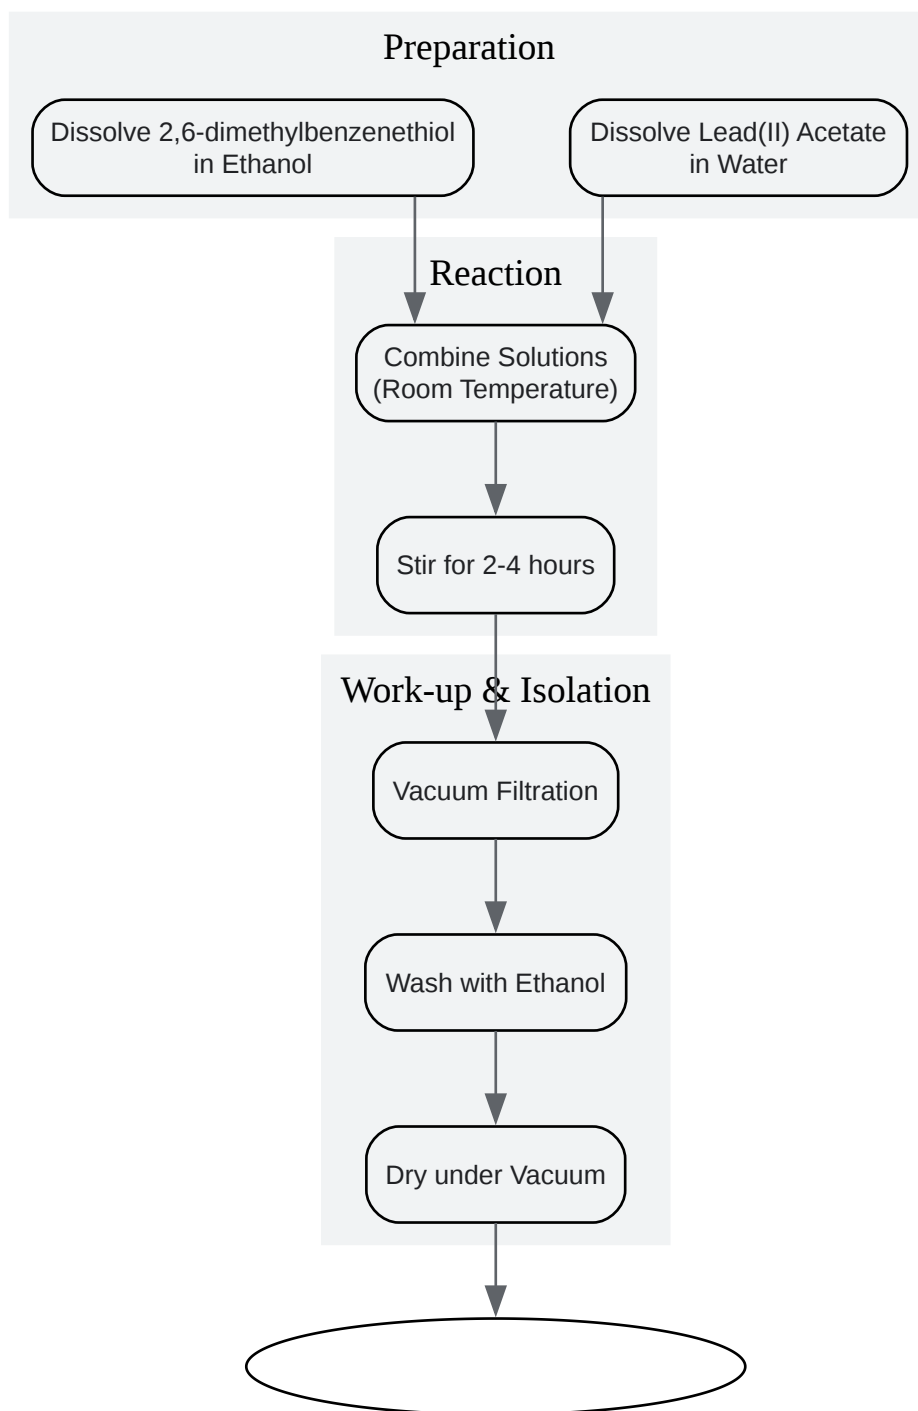 Preparation
Dissolve 2,6-dimethylbenzenethiol
in Ethanol
Dissolve Lead(II) Acetate
in Water
Reaction
Combine Solutions
(Room Temperature)
Stir for 2-4 hours
Work-up & Isolation
Vacuum Filtration
Wash with Ethanol
Dry under Vacuum